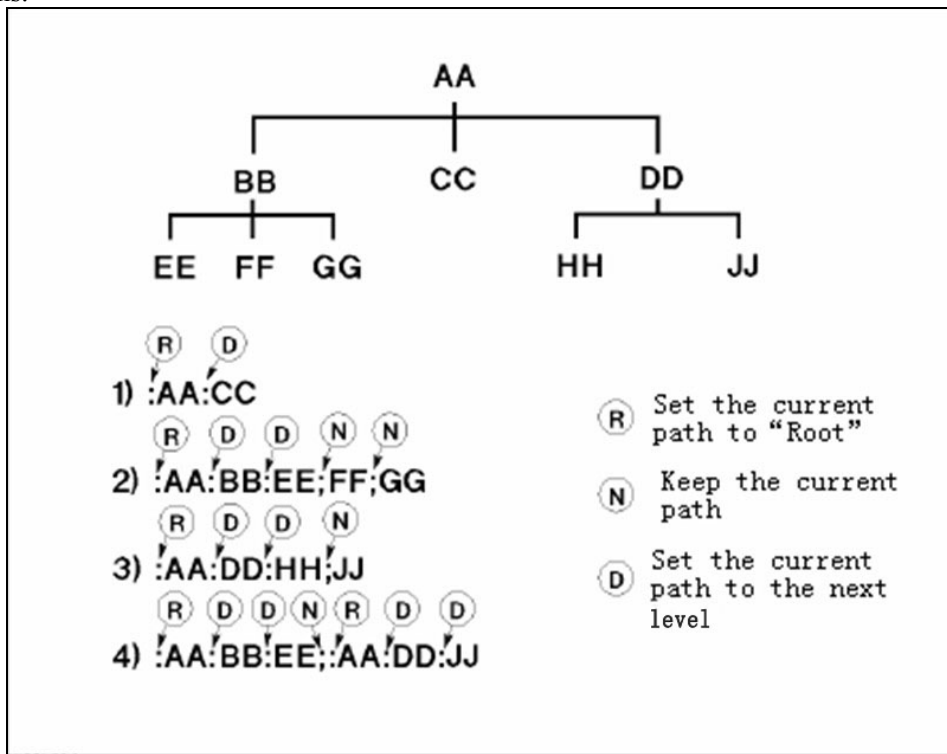 ms.
AA
BB CC DD
EE FF GG HH JJ
R D
1) :AA:CC
R D D N N
2) :AA:BB:EE;FF;GG
R D D N
3) :AA:DD:HH;JJ
R D D N R D D
4) :AA:BB:EE;:AA:DD:JJ
R Set the current
path to “Root”
N Keep the current
path
D Set the current
path to the next
level